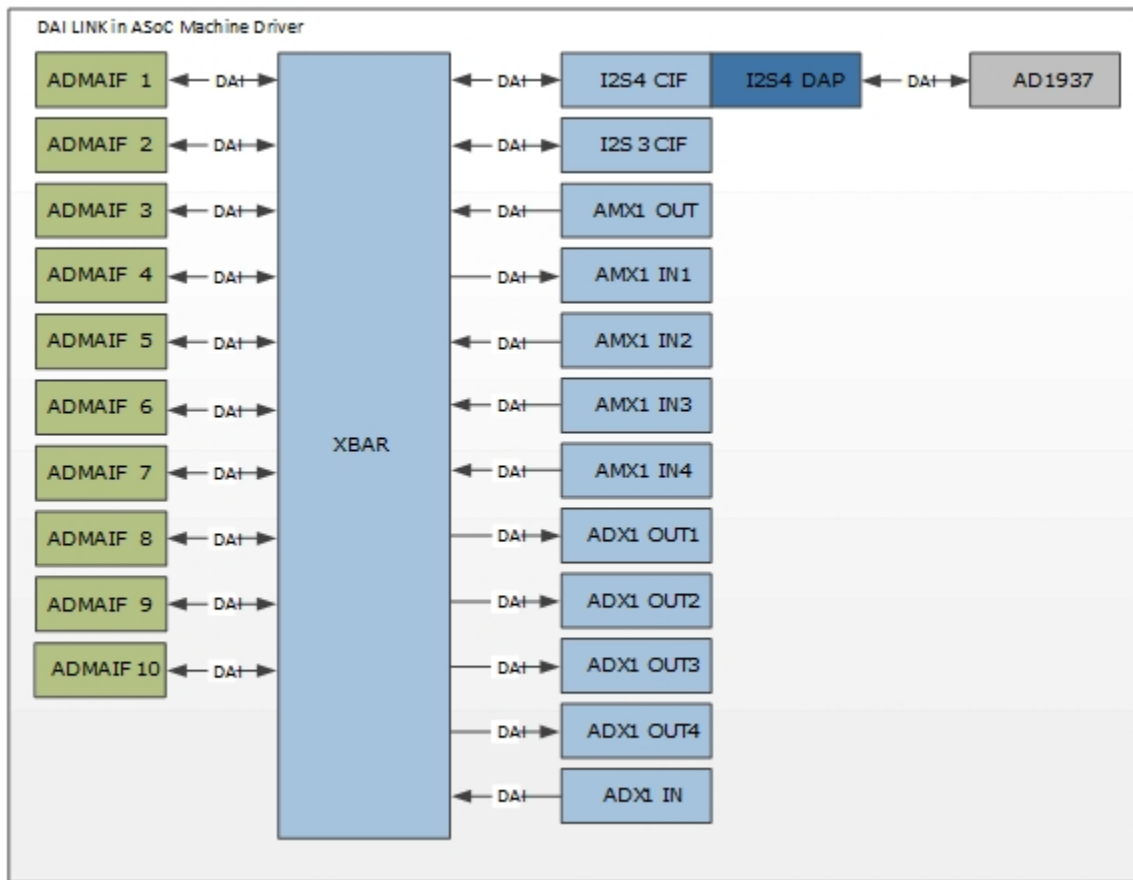 DAI LINK in ASoC Machine Driver
ADMAIF 1 DAI DAI I2S4 CIF I2S4 DAP DAI AD1937
ADMAIF 2 DAI DAI I2S 3 CIF
ADMAIF 3 DAI DAI AMX1 OUT
ADMAIF 4 DAI DAI AMX1 IN1
ADMAIF 5 DAI DAI AMX1 IN2
ADMAIF 6 DAI DAI AMX1 IN3
XBAR
ADMAIF 7 DAI DAI AMX1 IN4
ADMAIF 8 DAI DAI ADX1 OUT1
ADMAIF 9 DAI DAI ADX1 OUT2
ADMAIF 10 DAI DAI ADX1 OUT3
DAI ADX1 OUT4
DAI ADX1 IN